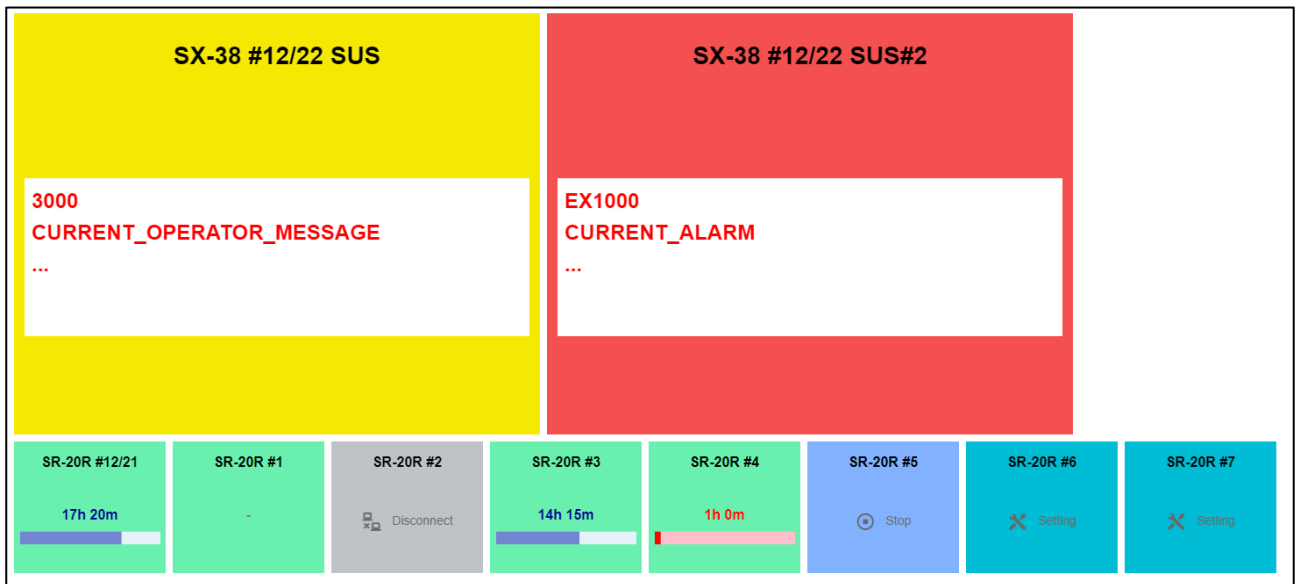 SX-38 #12/22 SUS
3000
CURRENT_OPERATOR_MESSAGE
...
SX-38 #12/22 SUS#2
EX1000
CURRENT_ALARM
...
SR-20R #12/21
17h 20m
SR-20R #1
-
SR-20R #2
Disconnect
SR-20R #3
14h 15m
SR-20R #4
1h 0m
SR-20R #5
Stop
SR-20R #6
Setting
SR-20R #7
Setting